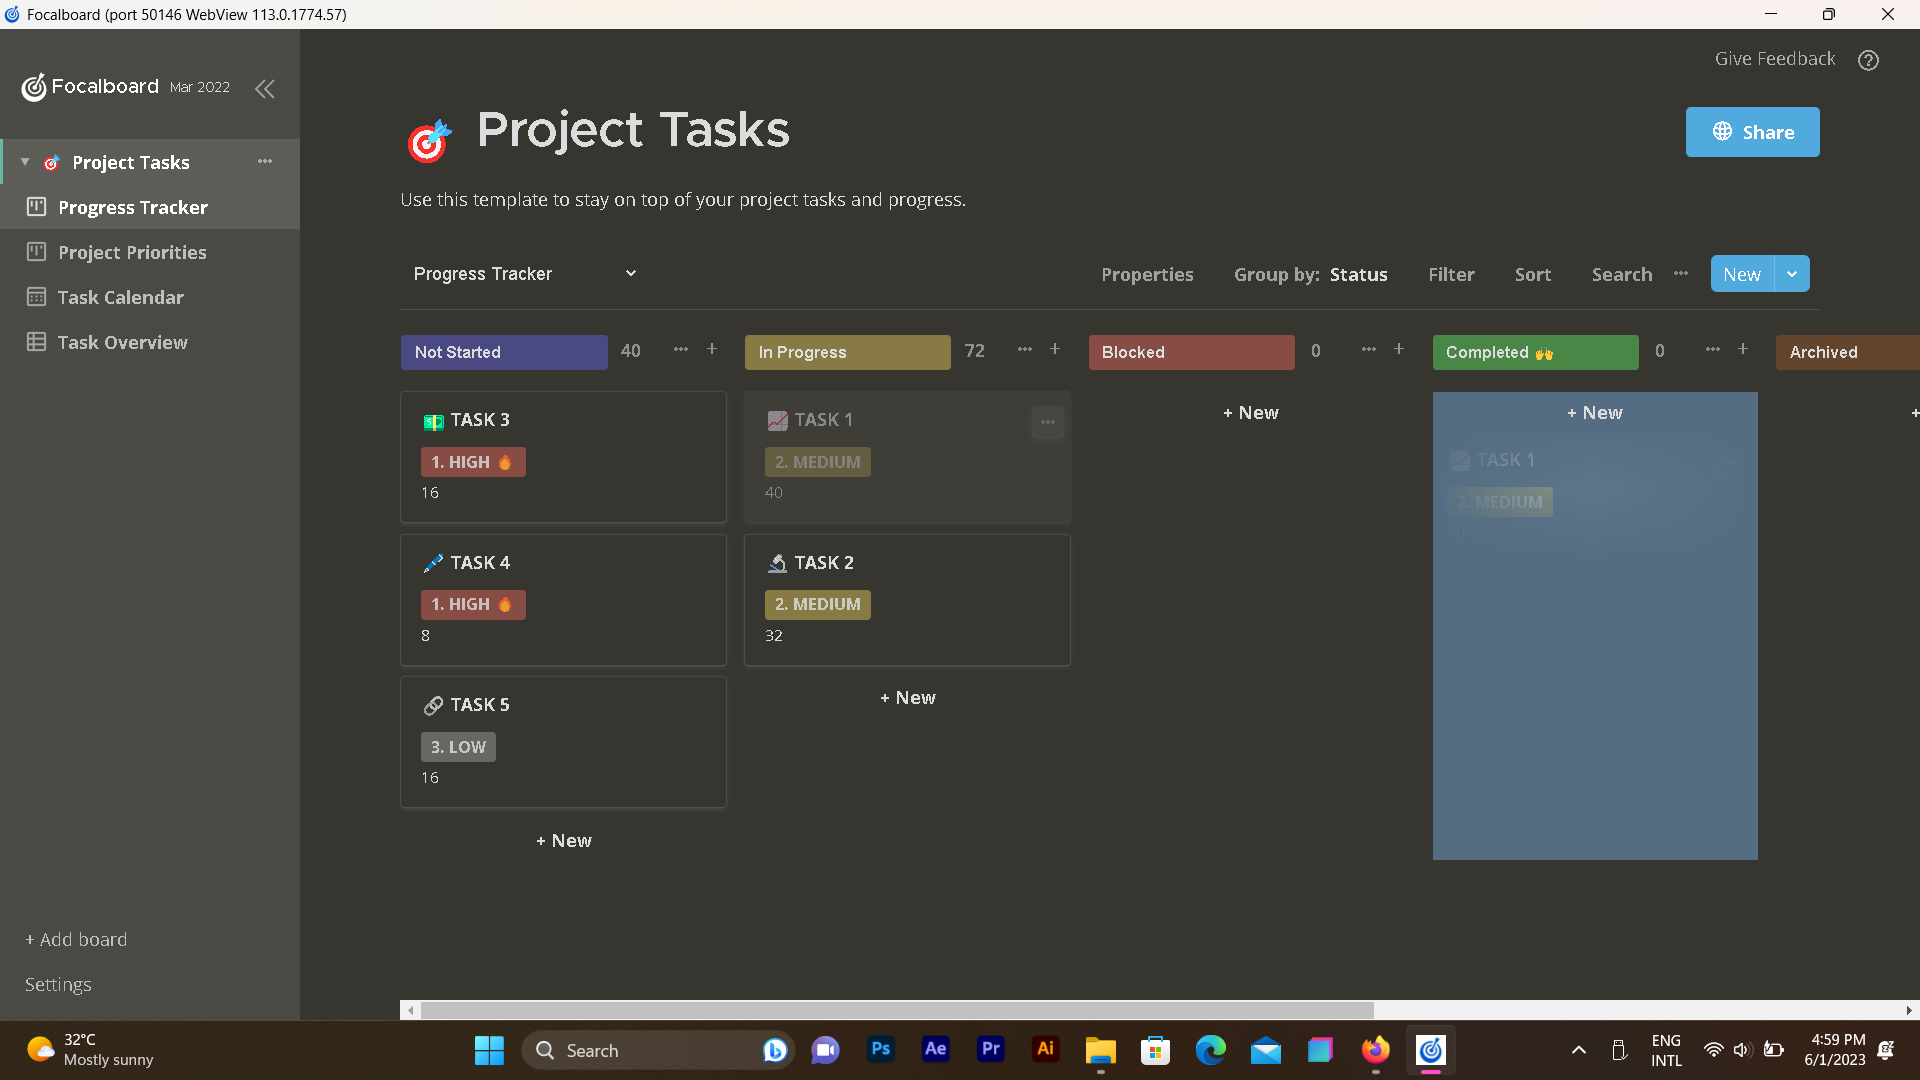 Focalboard (port 50146 WebView 113.0.1774.57)
Give Feedback
Focalboard Mar 2022
Project Tasks
Progress Tracker
Project Priorities
Task Calendar
Task Overview
+ Add board
Settings
Project Tasks
Share
Use this template to stay on top of your project tasks and progress.
Progress Tracker
Properties Group by: Status Filter Sort Search New
Not Started 40 +
TASK 3
1. HIGH
16
TASK 4
1. HIGH
8
TASK 5
3. LOW
16
+ New
In Progress 72 +
TASK 1
2. MEDIUM
40
TASK 2
2. MEDIUM
32
+ New
Blocked 0 +
+ New
Completed 0 +
+ New
TASK 1
2. MEDIUM
40
Archived
+
32°C
Mostly sunny
Search
Ps
Ae
Pr
Ai
ENG
INTL
4:59 PM
6/1/2023